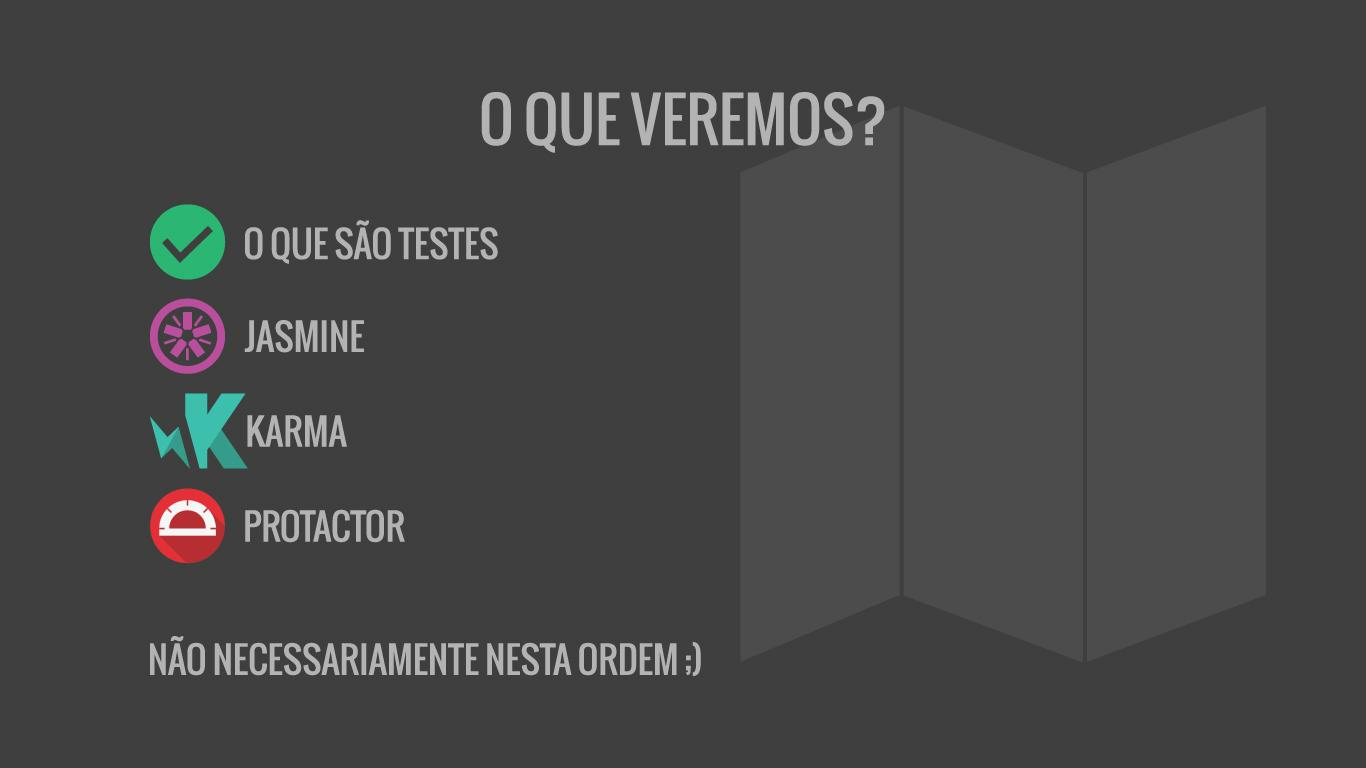 O QUE VEREMOS?
O QUE SÃO TESTES
JASMINE
KARMA
PROTACTOR
NÃO NECESSARIAMENTE NESTA ORDEM ;)